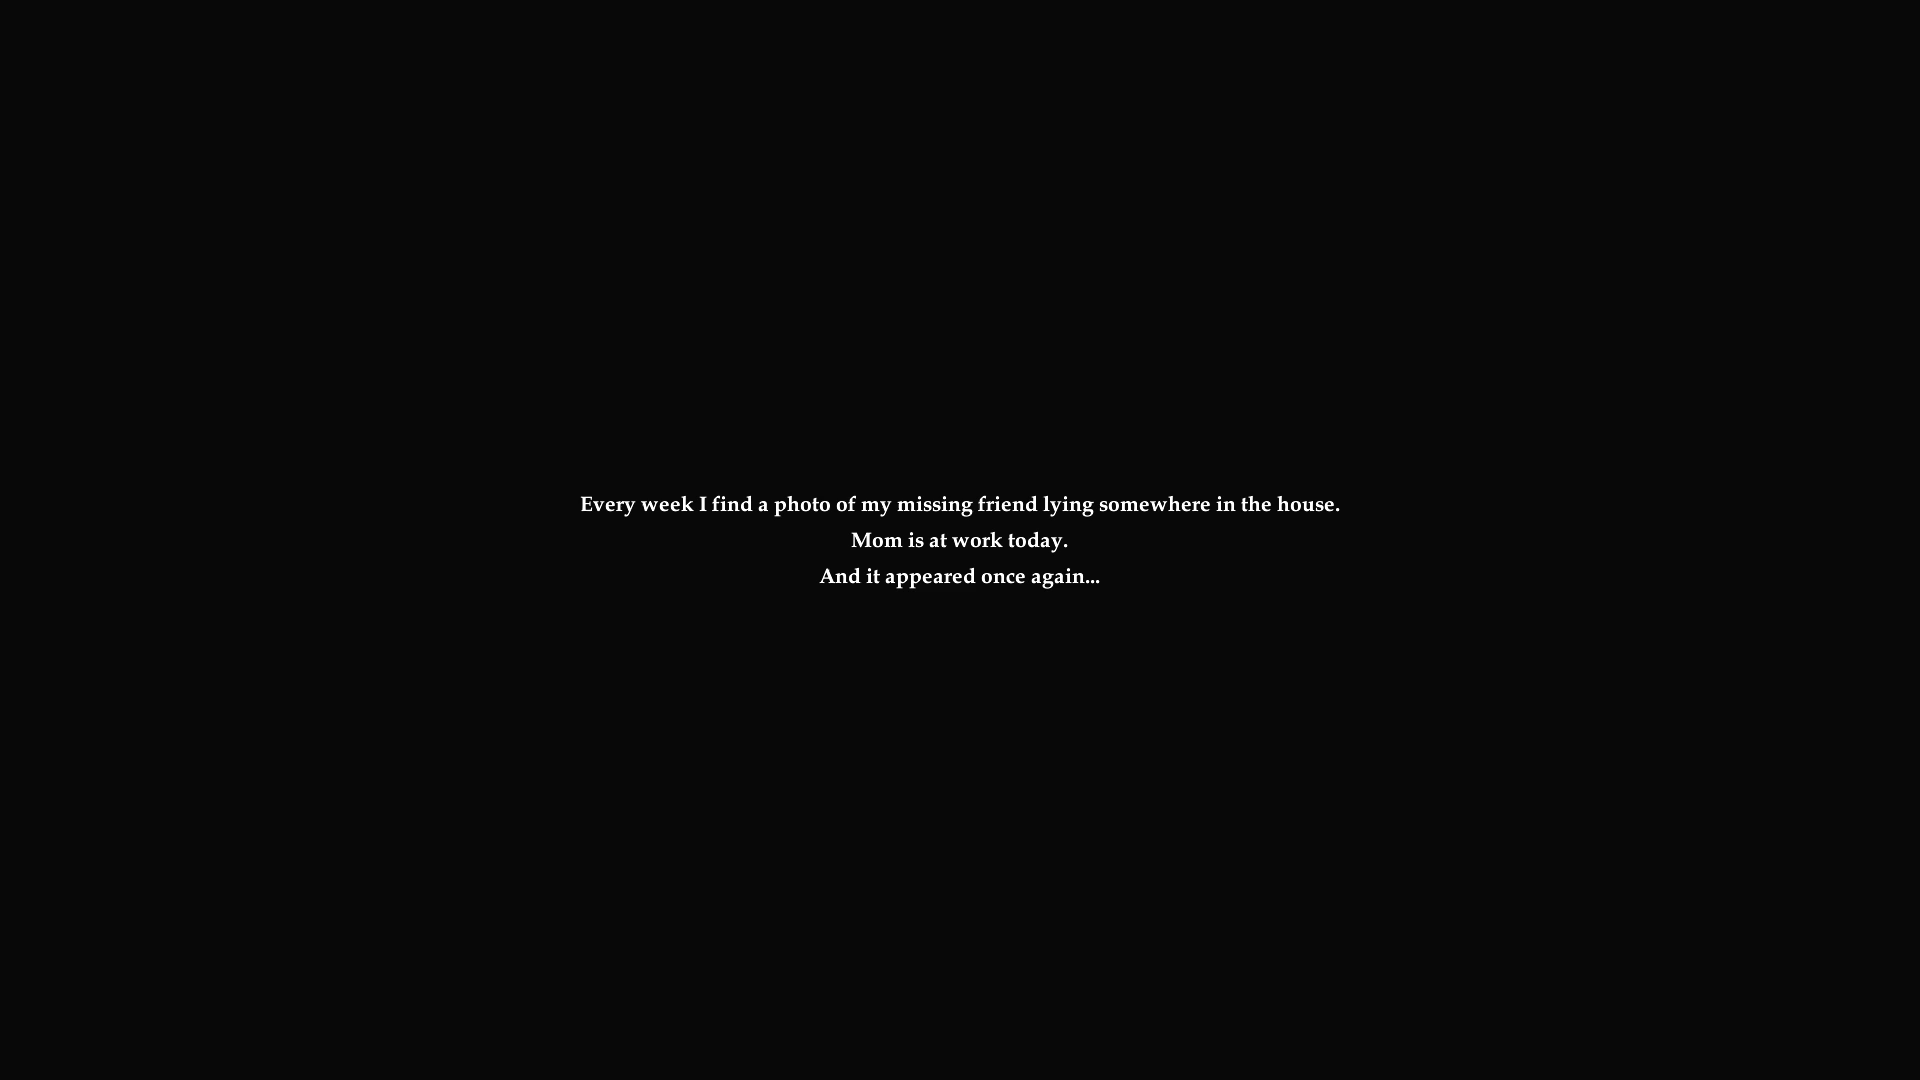 Every week I find a photo of my missing friend lying somewhere in the house.
Mom is at work today.
And it appeared once again...